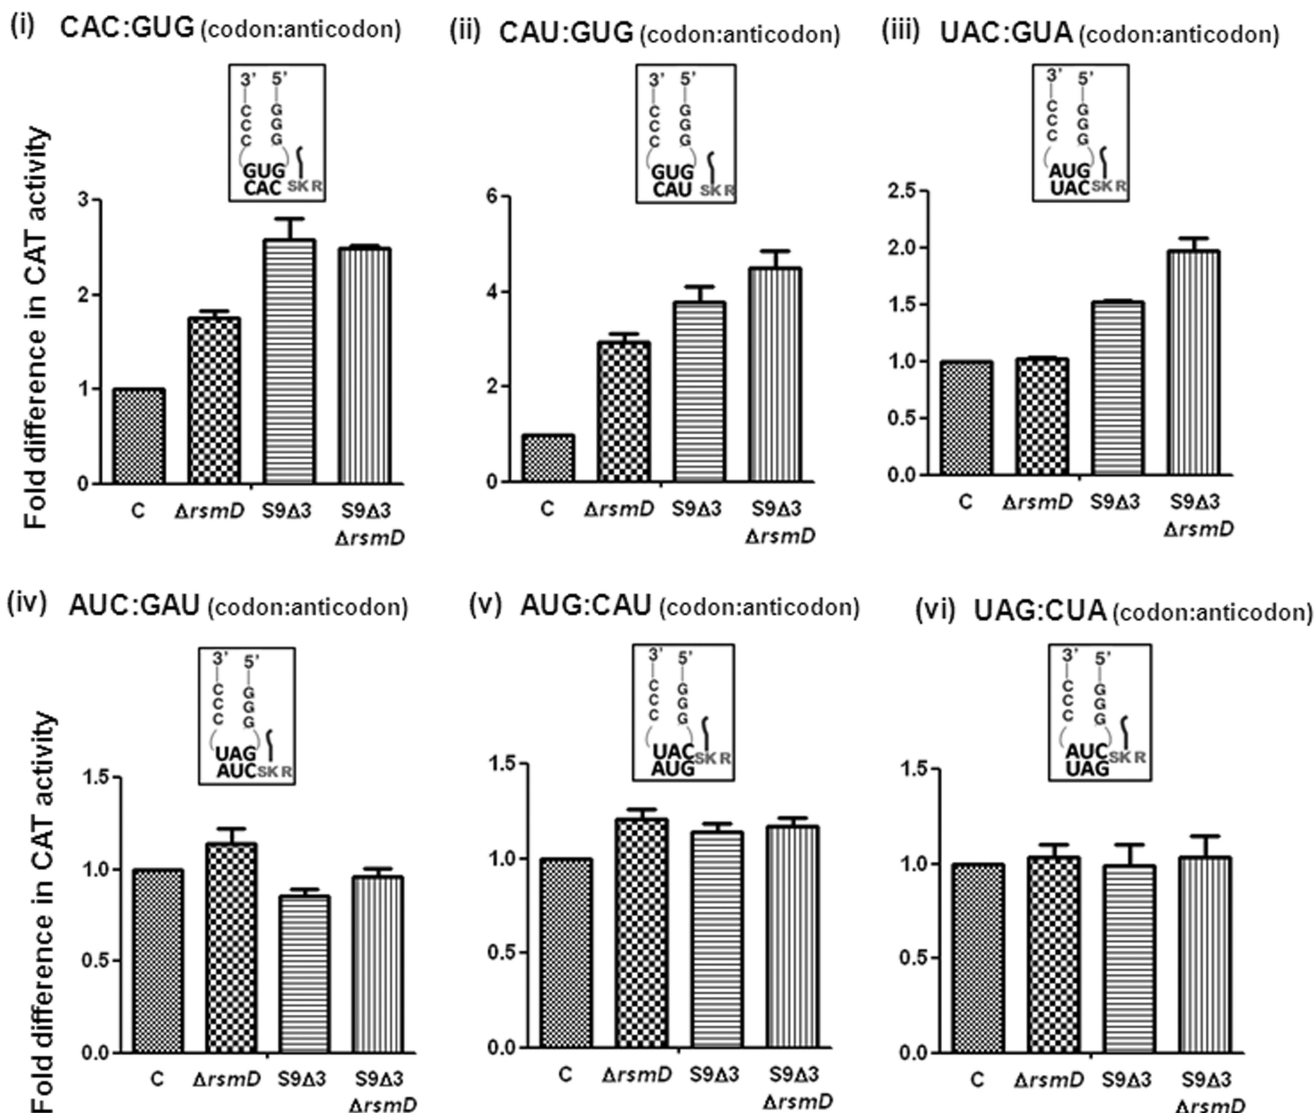 (i) CAC:GUG (codon:anticodon)
3' 5'
C G
C G
C G
GUG
CAC SKR
Fold difference in CAT activity
3
2
1
0
C ΔrsmD S9Δ3 S9Δ3
ΔrsmD
(ii) CAU:GUG (codon:anticodon)
3' 5'
C G
C G
C G
GUG
CAU SKR
6
4
2
0
C ΔrsmD S9Δ3 S9Δ3
ΔrsmD
(iii) UAC:GUA (codon:anticodon)
3' 5'
C G
C G
C G
AUG
UAC SKR
2.5
2.0
1.5
1.0
0.5
0.0
C ΔrsmD S9Δ3 S9Δ3
ΔrsmD
(iv) AUC:GAU (codon:anticodon)
3' 5'
C G
C G
C G
UAG
AUC SKR
Fold difference in CAT activity
1.5
1.0
0.5
0.0
C ΔrsmD S9Δ3 S9Δ3
ΔrsmD
(v) AUG:CAU (codon:anticodon)
3' 5'
C G
C G
C G
UAC SKR
AUG
1.5
1.0
0.5
0.0
C ΔrsmD S9Δ3 S9Δ3
ΔrsmD
(vi) UAG:CUA (codon:anticodon)
3' 5'
C G
C G
C G
AUC SKR
UAG
1.5
1.0
0.5
0.0
C ΔrsmD S9Δ3 S9Δ3
ΔrsmD